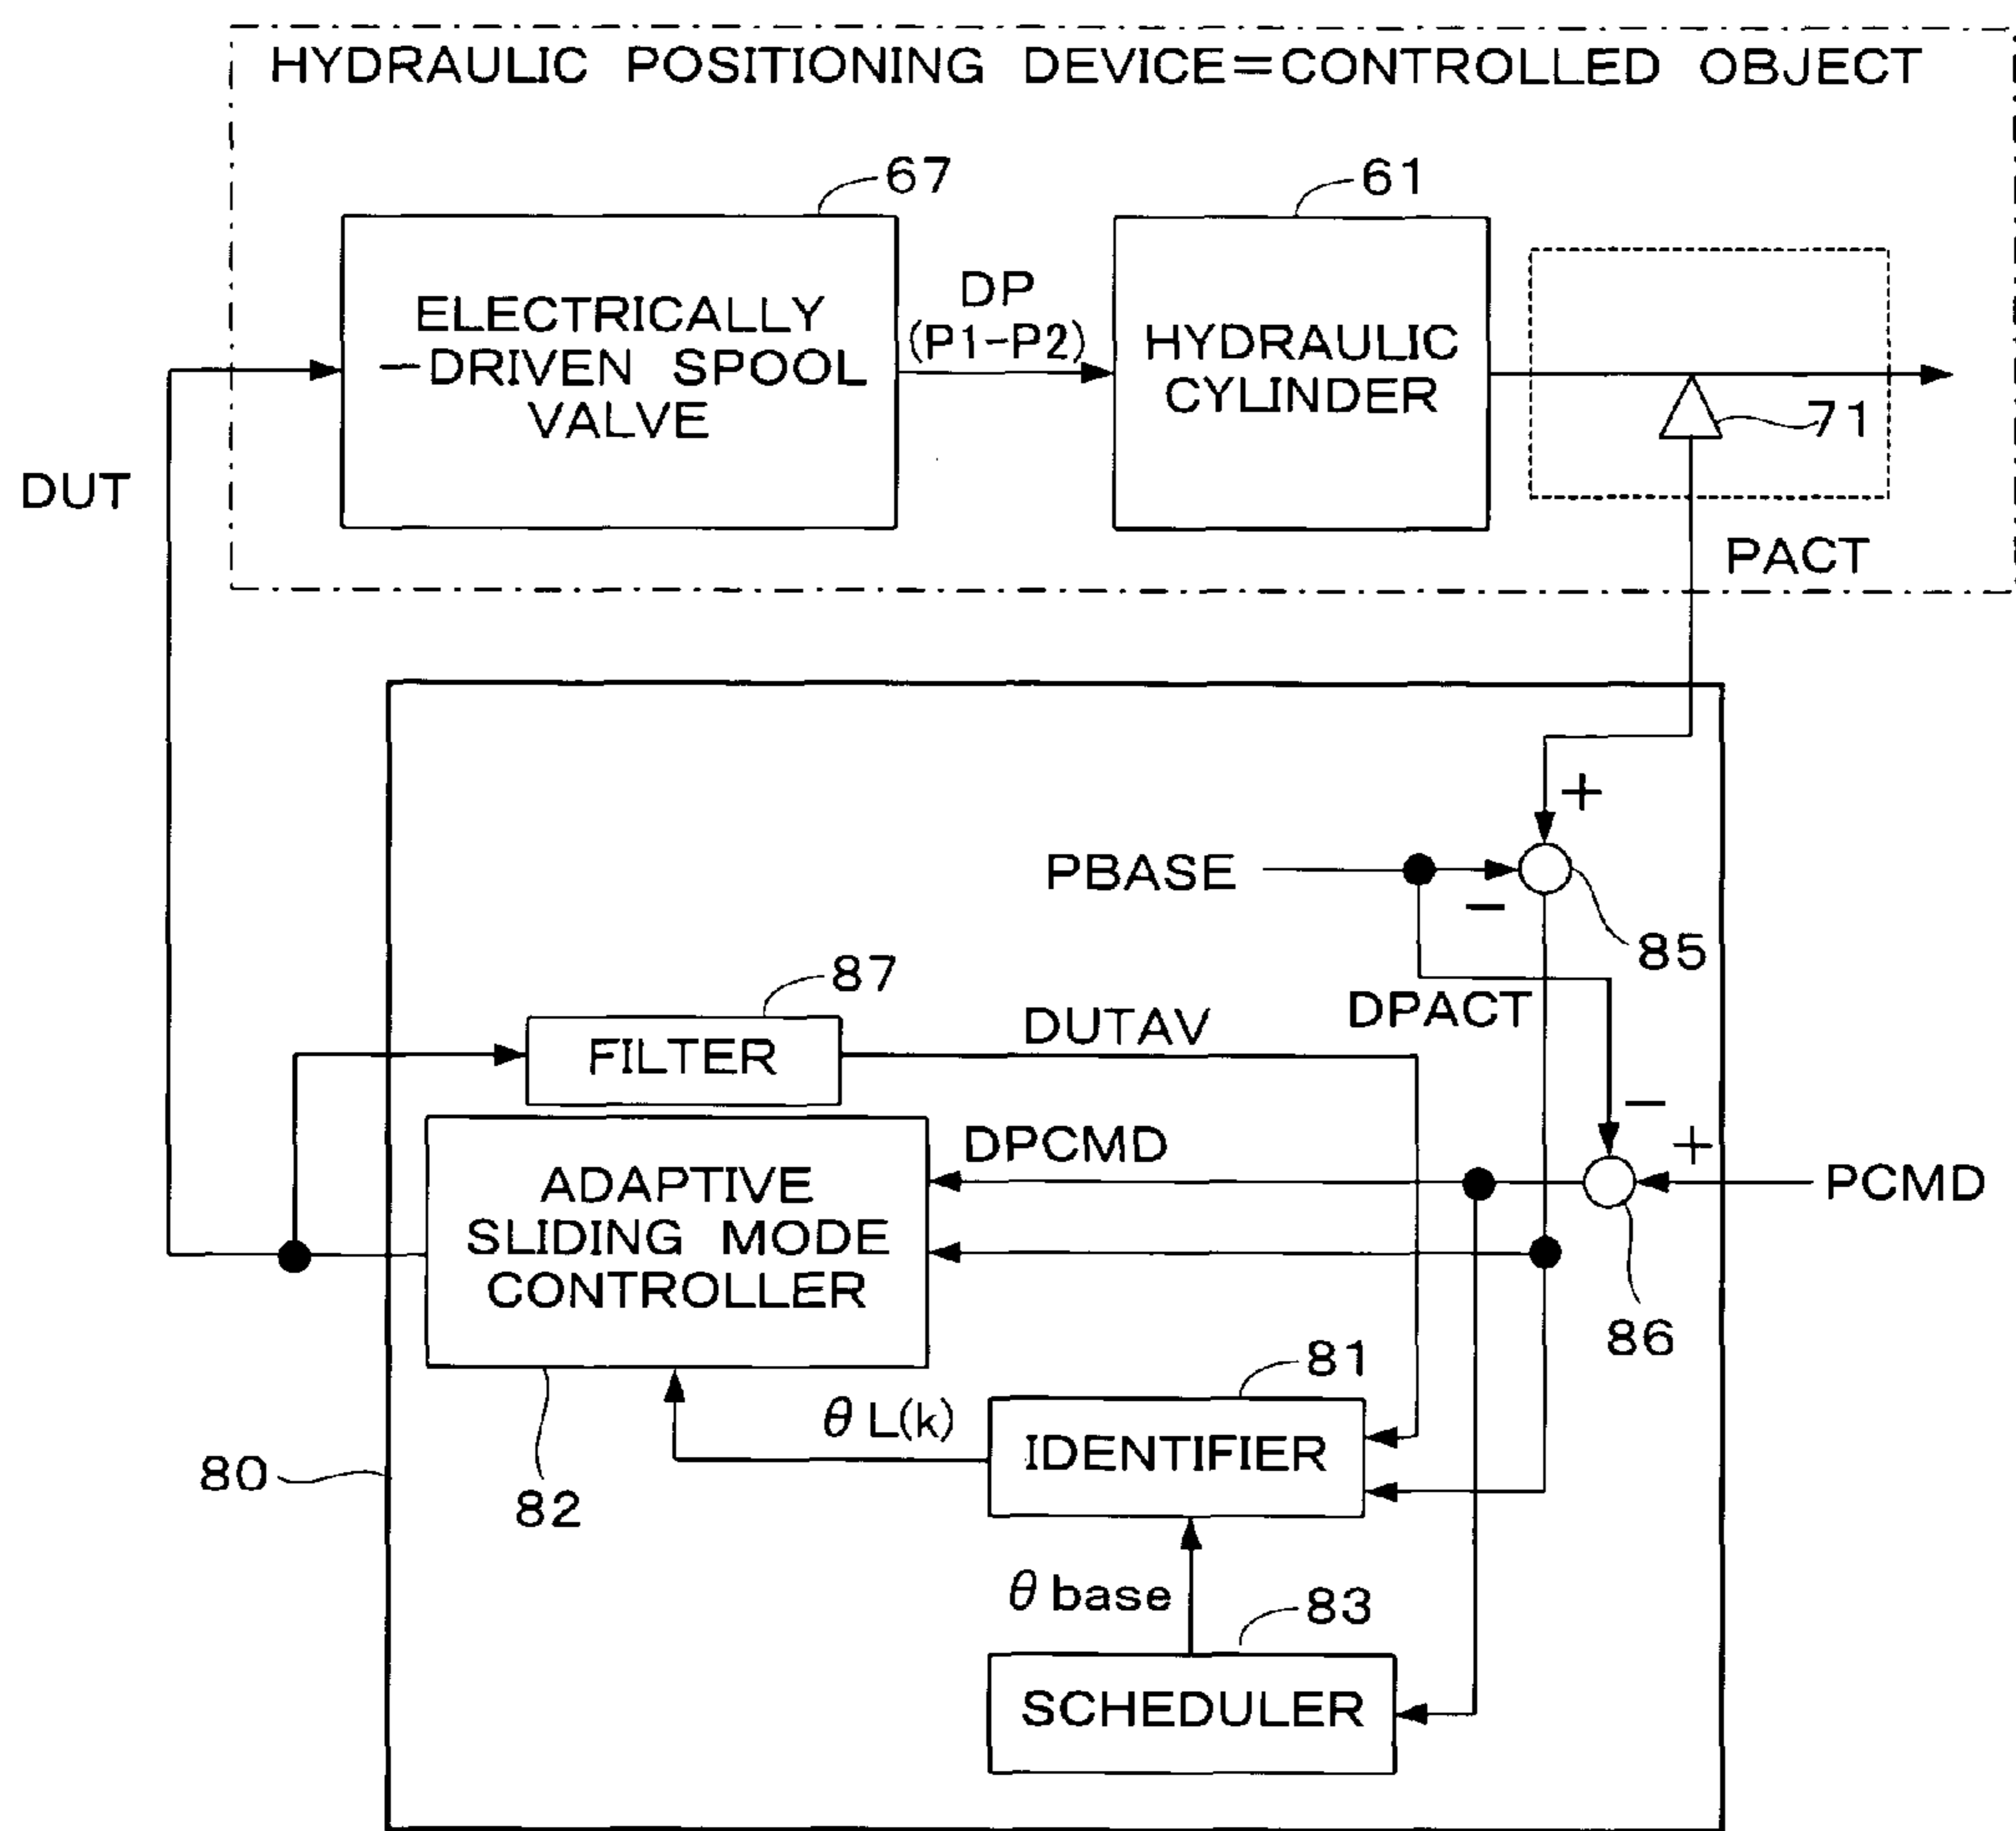 HYDRAULIC POSITIONING DEVICE=CONTROLLED OBJECT
67
61
ELECTRICALLY
-DRIVEN SPOOL
VALVE
DP
(P1-P2)
HYDRAULIC
CYLINDER
71
DUT
PACT
+
PBASE
-
85
87
DPACT
DUTAV
FILTER
-
+
DPCMD
PCMD
ADAPTIVE
SLIDING MODE
CONTROLLER
86
81
θL(k)
IDENTIFIER
80
82
θbase
83
SCHEDULER